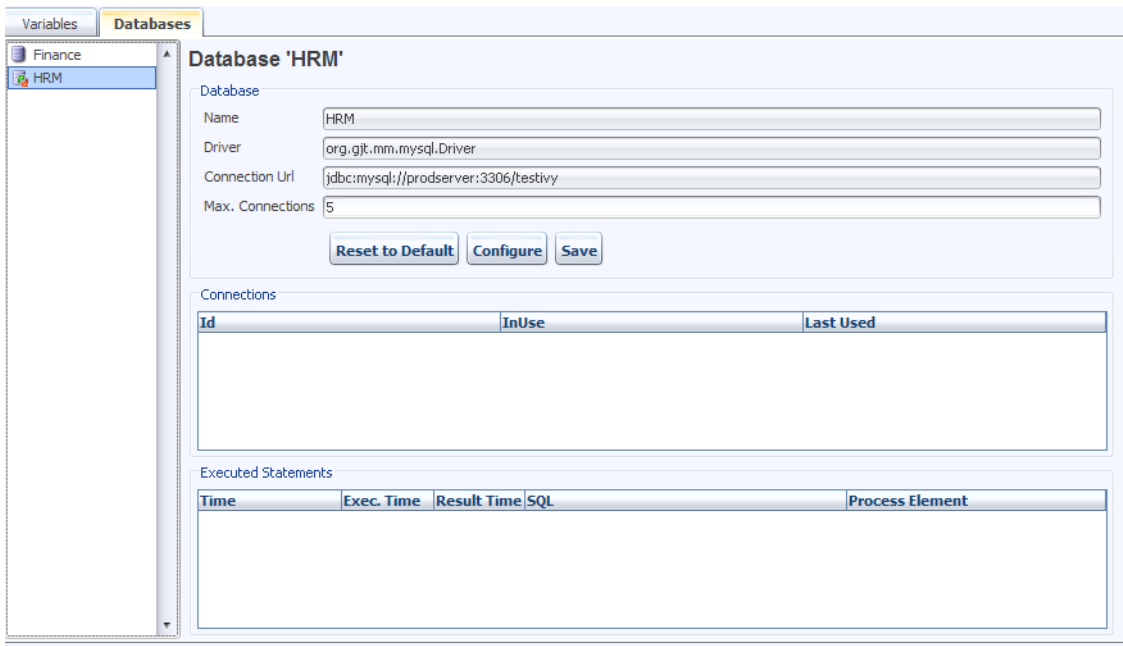 Variables Databases
Finance
HRM
Database 'HRM'
Database
Name HRM
Driver org.gjt.mm.mysql.Driver
Connection Url jdbc:mysql://prodserver:3306/testivy
Max. Connections 5
Reset to Default Configure Save
Connections
Id InUse Last Used
Executed Statements
Time Exec. Time Result Time SQL Process Element